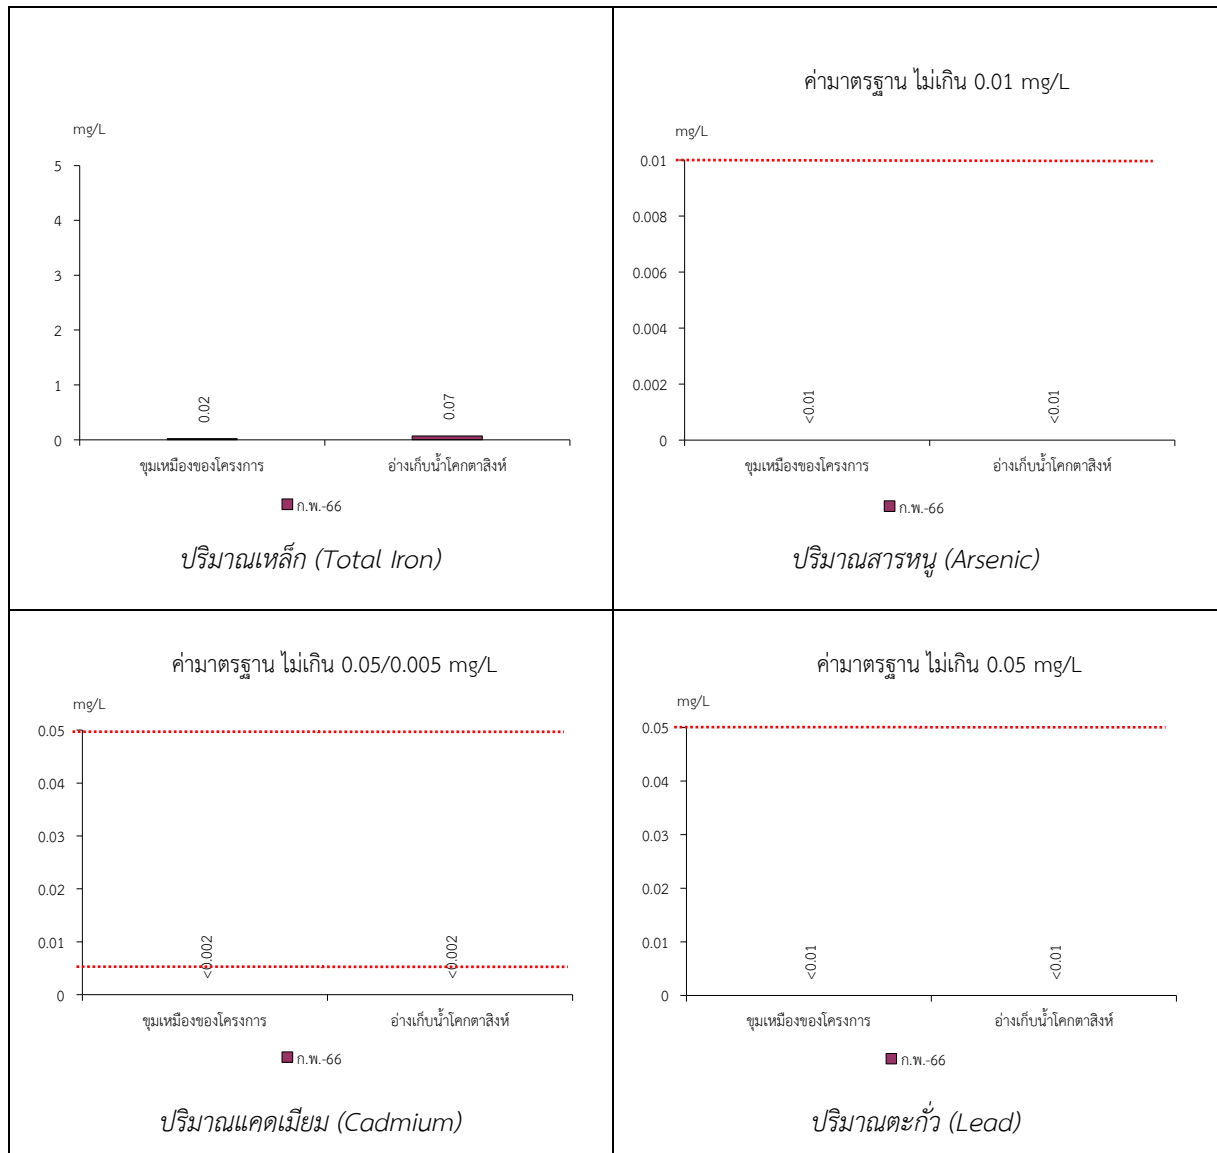 mg/L
5
4
3
2
1
0
0.02
0.07
ขุมเหมืองของโครงการ
อ่างเก็บน้ำโคกตาสิงห์
ก.พ.-66
ปริมาณเหล็ก (Total Iron)
ค่ามาตรฐาน ไม่เกิน 0.01 mg/L
mg/L
0.01
0.008
0.006
0.004
0.002
0
<0.01
<0.01
ขุมเหมืองของโครงการ
อ่างเก็บน้ำโคกตาสิงห์
ก.พ.-66
ปริมาณสารหนู (Arsenic)
ค่ามาตรฐาน ไม่เกิน 0.05/0.005 mg/L
mg/L
0.05
0.04
0.03
0.02
0.01
0
<0.002
<0.002
ขุมเหมืองของโครงการ
อ่างเก็บน้ำโคกตาสิงห์
ก.พ.-66
ปริมาณแคดเมียม (Cadmium)
ค่ามาตรฐาน ไม่เกิน 0.05 mg/L
mg/L
0.05
0.04
0.03
0.02
0.01
0
<0.01
<0.01
ขุมเหมืองของโครงการ
อ่างเก็บน้ำโคกตาสิงห์
ก.พ.-66
ปริมาณตะกั่ว (Lead)